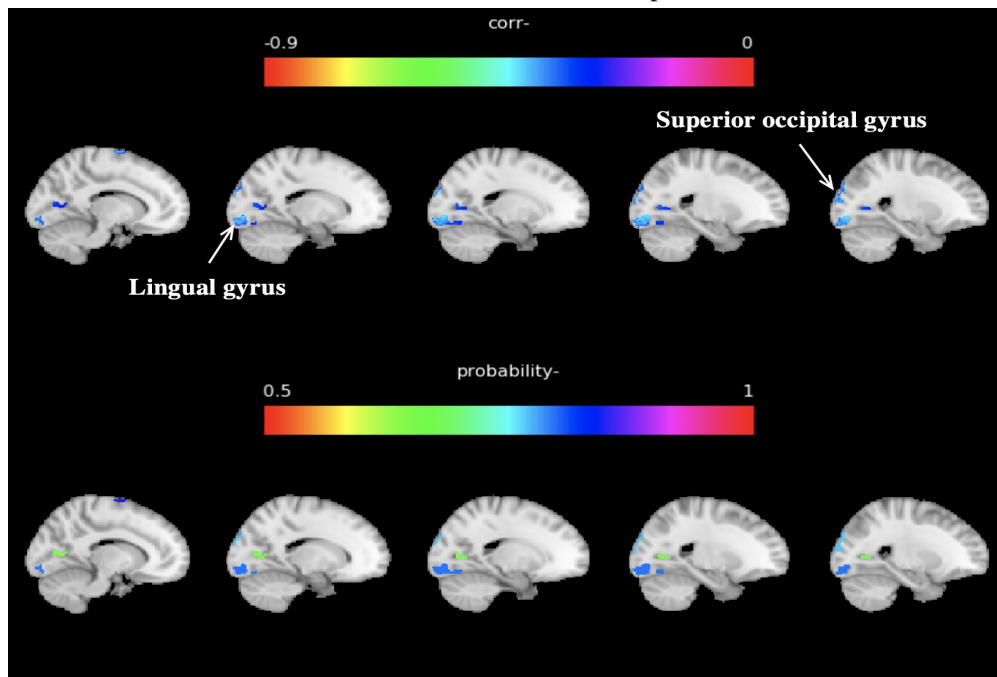 corr-
-0.9 0
Superior occipital gyrus
Lingual gyrus
probability-
0.5 1